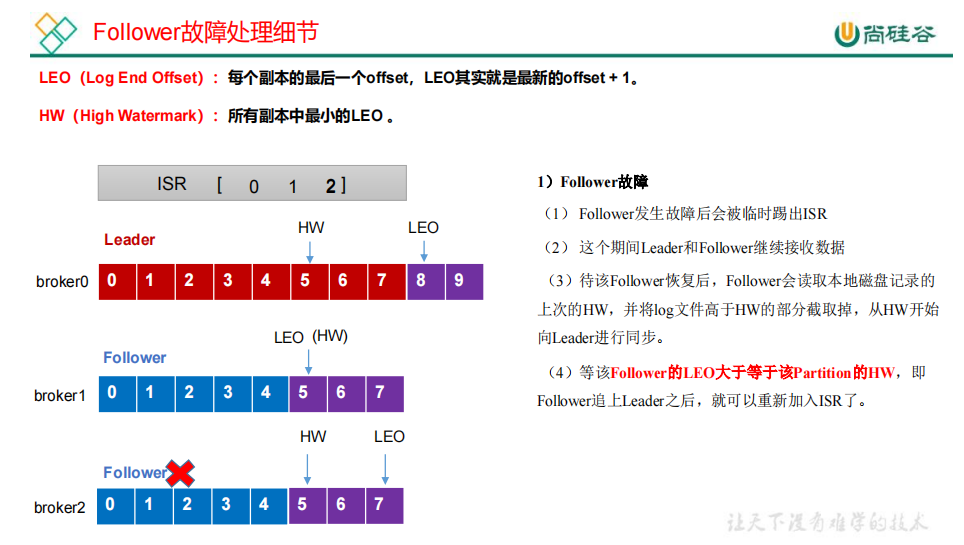 Follower故障处理细节
尚硅谷
LEO（Log End Offset）：每个副本的最后一个offset，LEO其实就是最新的offset + 1。
HW（High Watermark）：所有副本中最小的LEO 。
ISR [ 0 1 2 ]
HW LEO
Leader
broker0 0 1 2 3 4 5 6 7 8 9
LEO (HW)
Follower
broker1 0 1 2 3 4 5 6 7
HW LEO
Follower
broker2 0 1 2 3 4 5 6 7
1）Follower故障
（1） Follower发生故障后会被临时踢出ISR
（2） 这个期间Leader和Follower继续接收数据
（3）待该Follower恢复后，Follower会读取本地磁盘记录的
上次的HW，并将log文件高于HW的部分截取掉，从HW开始
向Leader进行同步。
（4）等该Follower的LEO大于等于该Partition的HW，即
Follower追上Leader之后，就可以重新加入ISR了。
让天下没有难学的技术